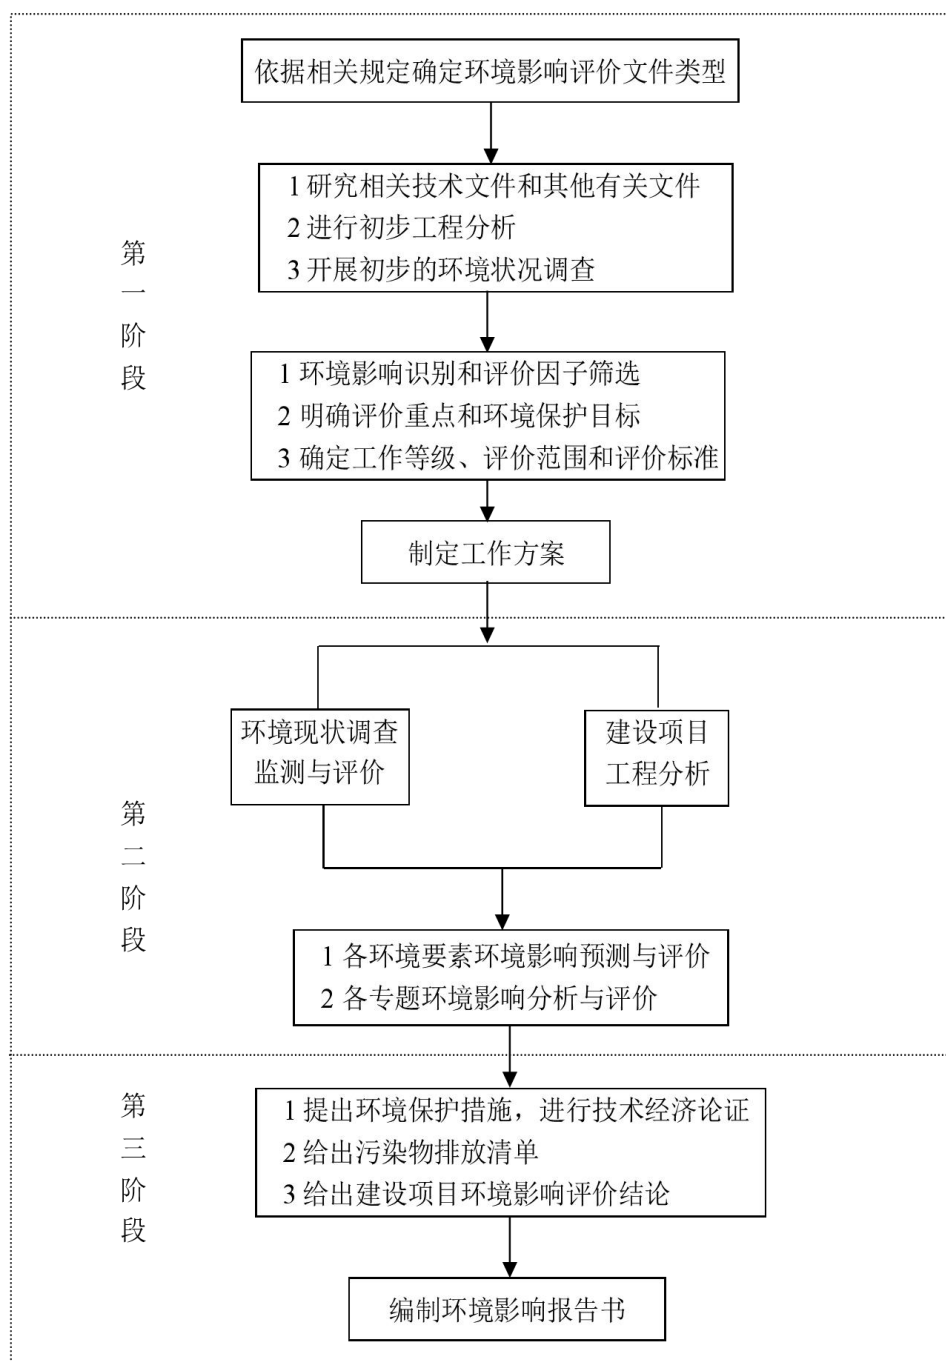 依据相关规定确定环境影响评价文件类型
1 研究相关技术文件和其他有关文件
2 进行初步工程分析
3 开展初步的环境状况调查
第
一
阶
段
1 环境影响识别和评价因子筛选
2 明确评价重点和环境保护目标
3 确定工作等级、评价范围和评价标准
制定工作方案
环境现状调查
监测与评价
建设项目
工程分析
第
二
阶
段
1 各环境要素环境影响预测与评价
2 各专题环境影响分析与评价
第
三
阶
段
1 提出环境保护措施，进行技术经济论证
2 给出污染物排放清单
3 给出建设项目环境影响评价结论
编制环境影响报告书